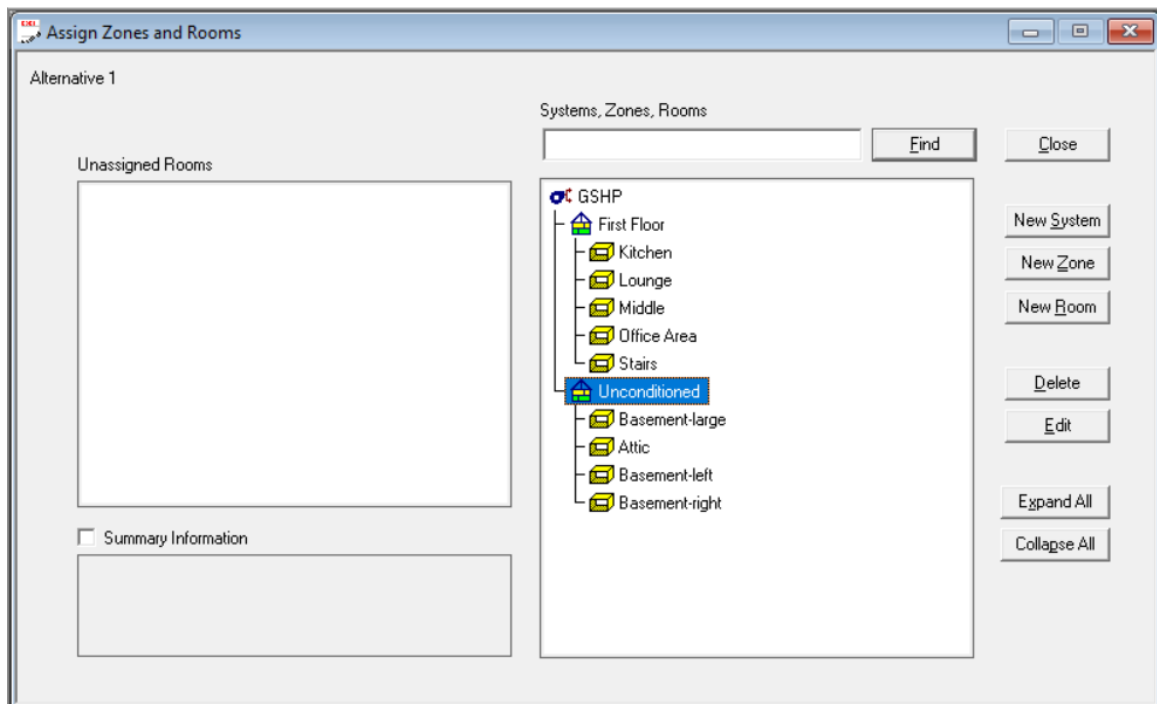 Assign Zones and Rooms
Alternative 1
Systems, Zones, Rooms
Find
Close
Unassigned Rooms
GSHP
First Floor
Kitchen
Lounge
Middle
Office Area
Stairs
Unconditioned
Basement-large
Attic
Basement-left
Basement-right
New System
New Zone
New Room
Delete
Edit
Expand All
Collapse All
Summary Information